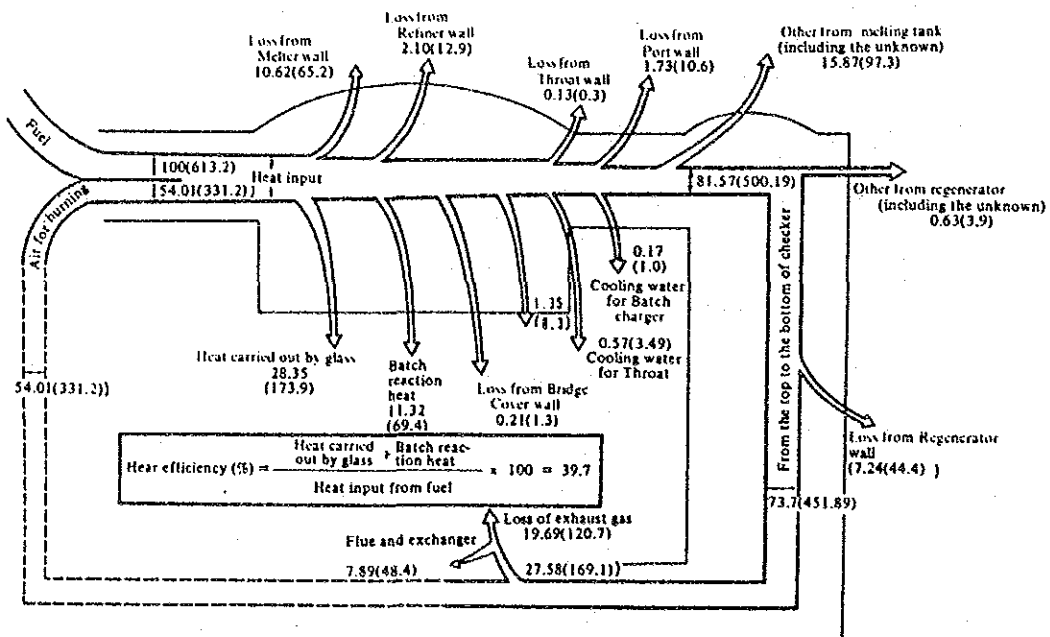 Loss from
Melter wall
10.62(65.2)
Loss from
Refiner wall
2.10(12.9)
Loss from
Throat wall
0.13(0.3)
Loss from
Port wall
1.73(10.6)
Other from melting tank
(including the unknown)
15.87(97.3)
Fuel
100(613.2)
Heat input
54.01(331.2)
81.57(500.19)
Other from regenerator
(including the unknown)
0.63(3.9)
Air for burning
0.17
(1.0)
Cooling water
for Batch
charger
1.35
(8.3)
0.57(3.49)
Cooling water
for Throat
From the top to the bottom of checker
54.01(331.2)
Heat carried out by glass
28.35
(173.9)
Batch
reaction
heat
11.32
(69.4)
Loss from Bridge
Cover wall
0.21(1.3)
Loss from Regenerator
wall
(7.24(44.4)
Hear efficiency (%) = Heat carried out by glass + Batch reac-tion heat
Heat input from fuel
x 100 = 39.7
73.7(451.89)
Loss of exhaust gas
19.69(120.7)
Flue and exchanger
7.89(48.4)
27.58(169.1)